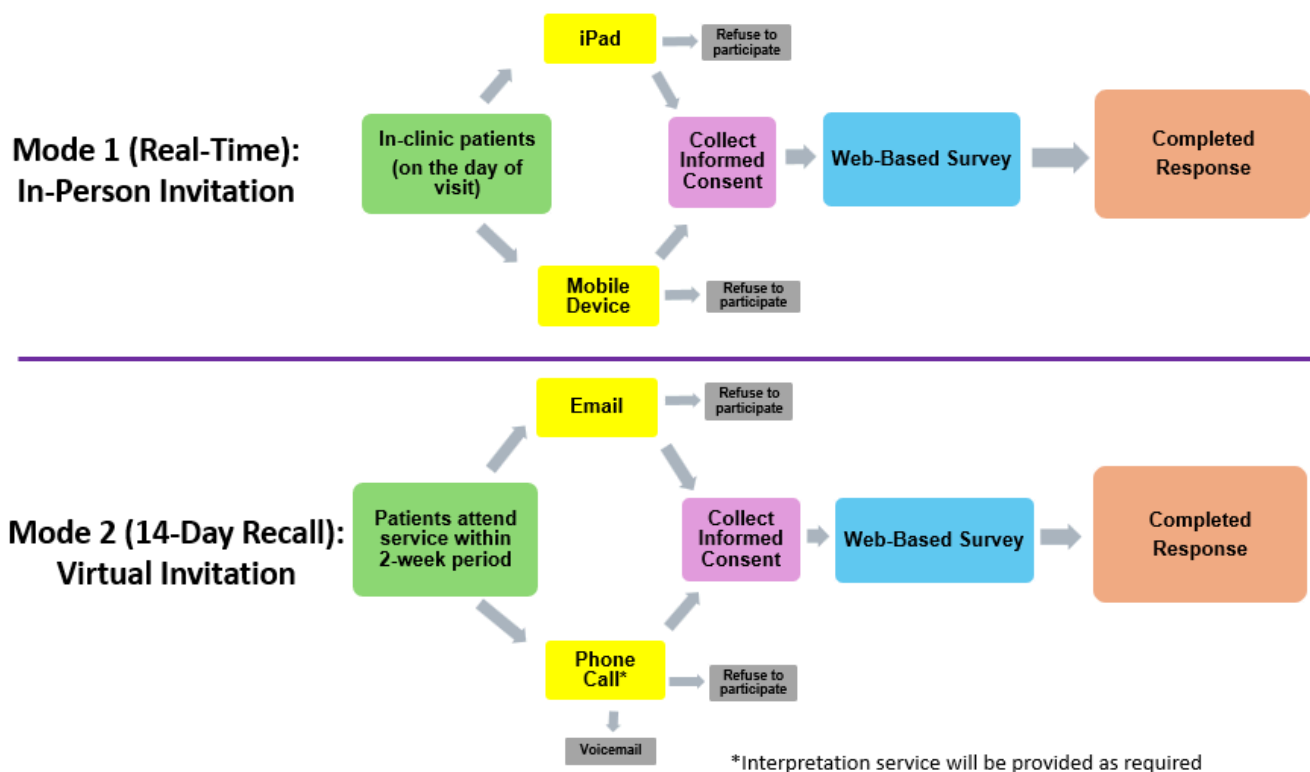 Mode 1 (Real-Time):
In-Person Invitation
In-clinic patients
(on the day of
visit)
iPad
Refuse to
participate
Mobile
Device
Refuse to
participate
Collect
Informed
Consent
Web-Based Survey
Completed
Response
Mode 2 (14-Day Recall):
Virtual Invitation
Patients attend
service within
2-week period
Email
Refuse to
participate
Phone
Call*
Refuse to
participate
Voicemail
Collect
Informed
Consent
Web-Based Survey
Completed
Response
*Interpretation service will be provided as required